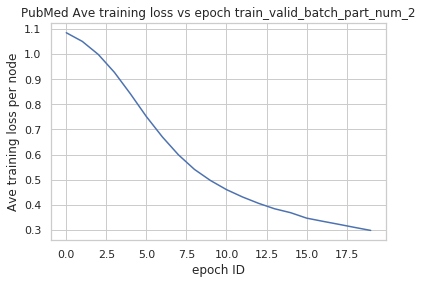 PubMed Ave training loss vs epoch train_valid_batch_part_num_2
1.1
1.0
0.9
0.8
0.7
0.6
0.5
0.4
0.3
Ave training loss per node
0.0 2.5 5.0 7.5 10.0 12.5 15.0 17.5
epoch ID